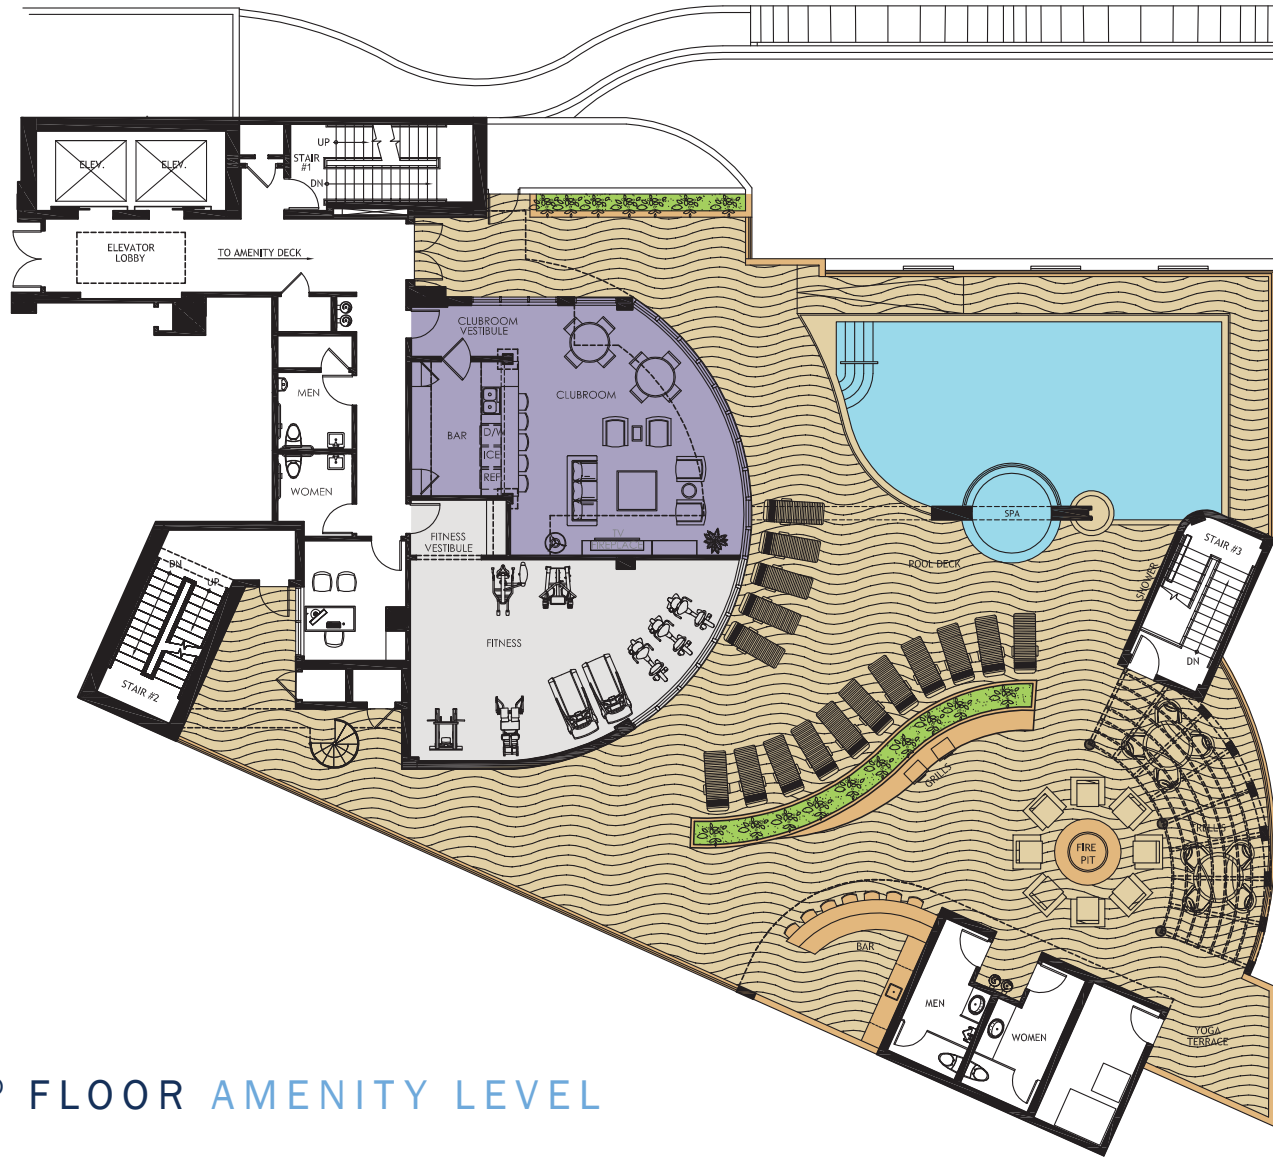 UP
STAIR
#1
DN
ELEV.
ELEV.
ELEVATOR
LOBBY
TO AMENITY DECK
CLUBROOM
VESTIBULE
CLUBROOM
MEN
BAR
D/W
ICE
REF
WOMEN
FITNESS
VESTIBULE
TV
FIREPLACE
SPA
POOL DECK
SHOWER
STAIR #3
DN
DN
UP
STAIR #2
FITNESS
GRILLS
TRELLIS
FIRE
PIT
BAR
MEN
WOMEN
YOGA
TERRACE
FLOOR AMENITY LEVEL